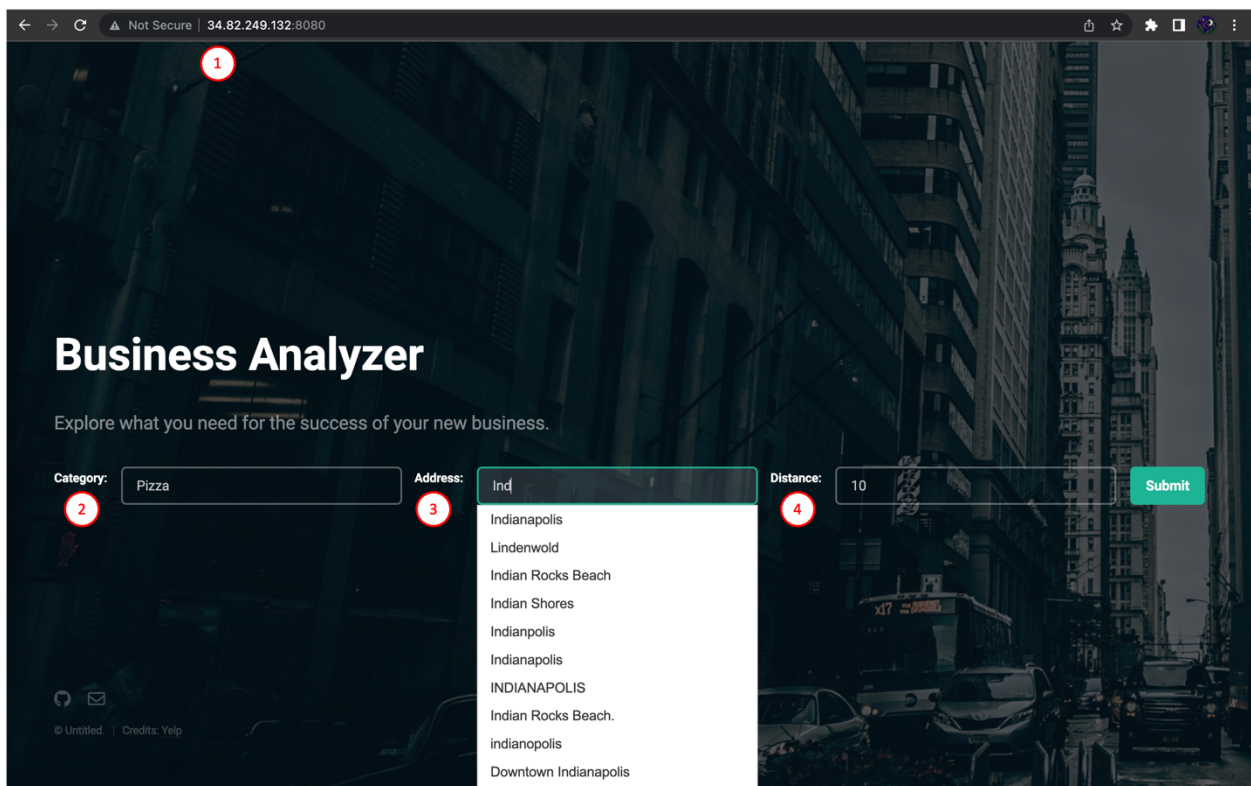 Not Secure | 34.82.249.132:8080
1
Business Analyzer
Explore what you need for the success of your new business.
Category: Pizza Address: Ind Distance: 10 Submit
2 3 4
Indianapolis
Lindenwold
Indian Rocks Beach
Indian Shores
Indianpolis
x17
Indianapolis
INDIANAPOLIS
Indian Rocks Beach.
indianopolis
© Untitled. | Credits: Yelp
Downtown Indianapolis